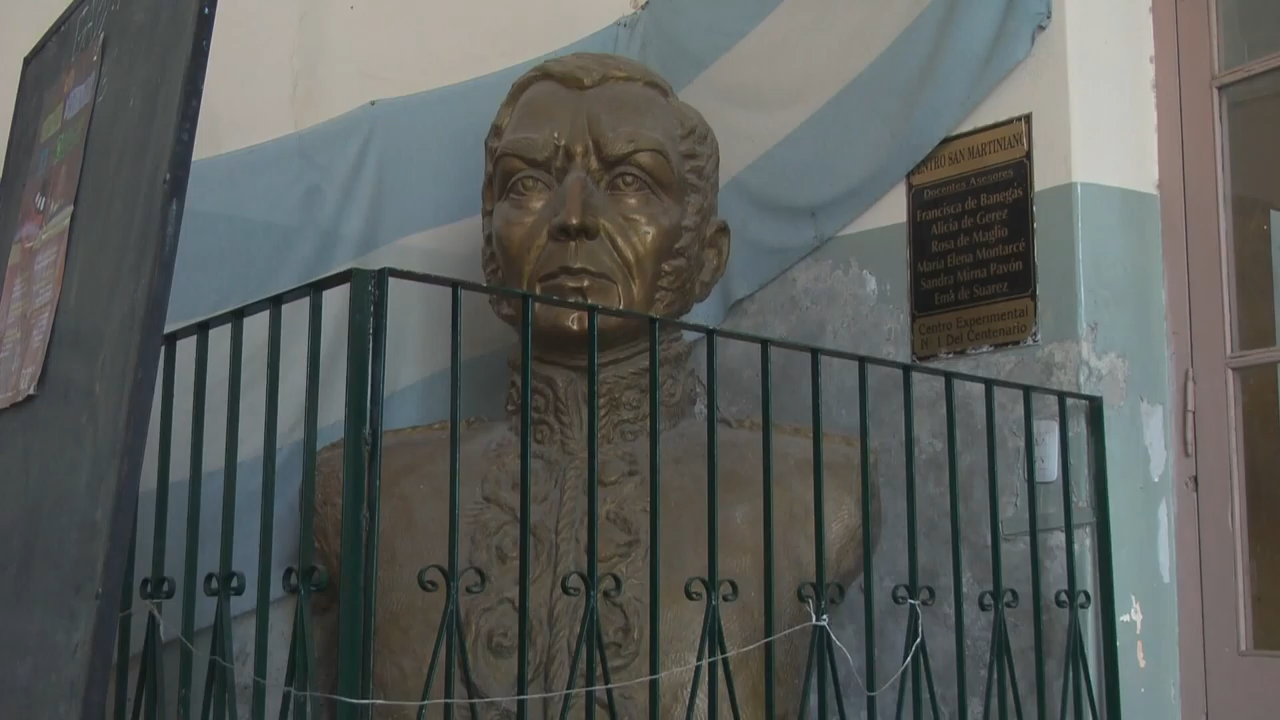 CENTRO SAN MARTINIANO
Docentes Asesores
Francisca de Banegas
Alicia de Gerez
Rosa de Maglio
Maria Elena Montarcé
Sandra Mirna Pavón
Ema de Suarez
Centro Experimental
N° 1 Del Centenario